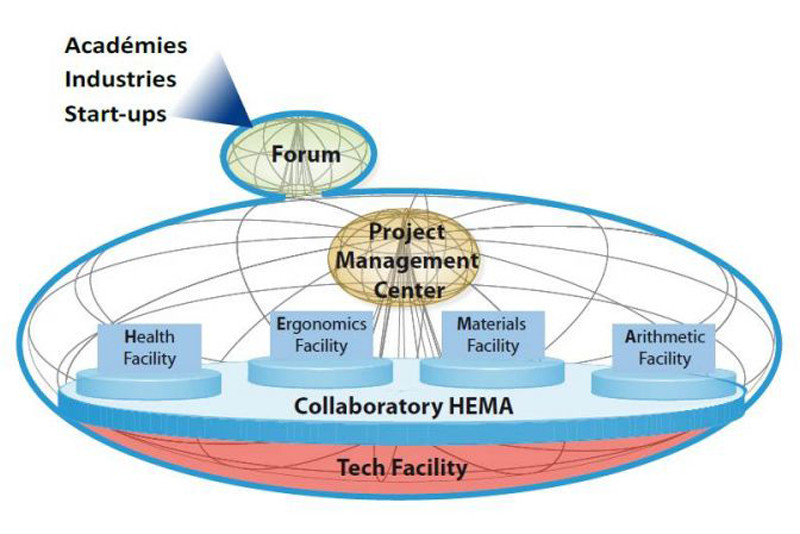 Académies
Industries
Start-ups
Forum
Project
Management
Center
Health
Facility
Ergonomics
Facility
Materials
Facility
Arithmetic
Facility
Collaboratory HEMA
Tech Facility